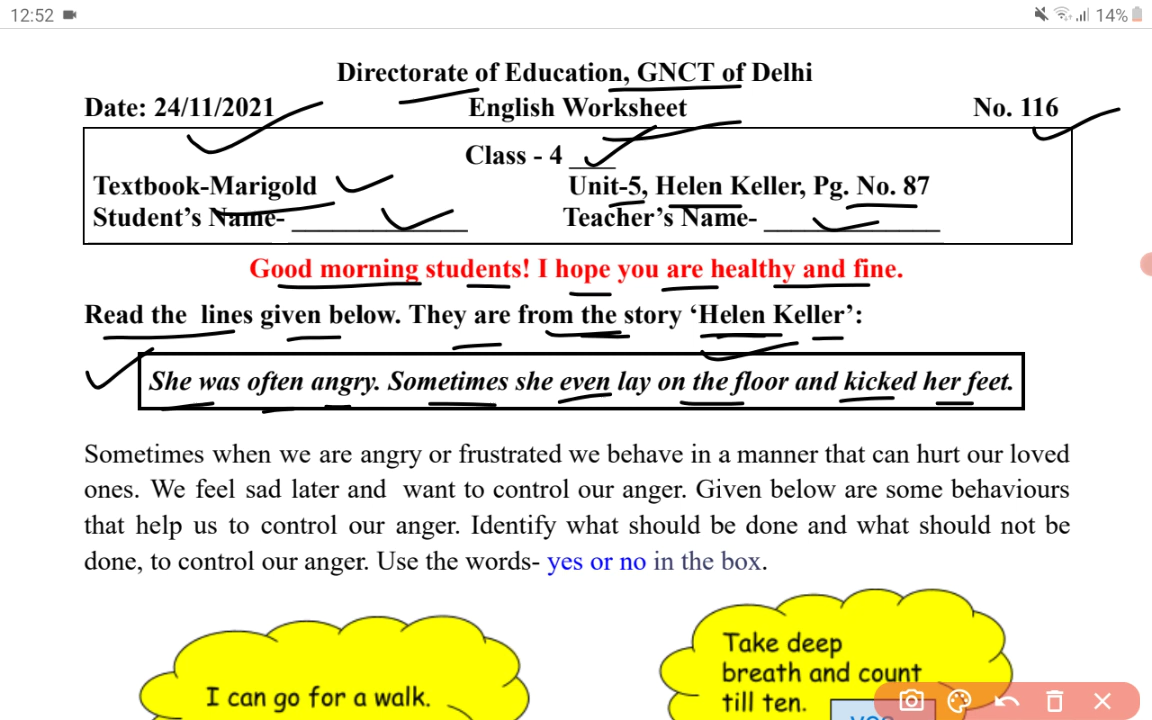 12:52 14%
Directorate of Education, GNCT of Delhi
Date: 24/11/2021 English Worksheet No. 116
Class - 4 ___
Textbook-Marigold Unit-5, Helen Keller, Pg. No. 87
Student’s Name- ______________ Teacher’s Name- ______________
Good morning students! I hope you are healthy and fine.
Read the lines given below. They are from the story ‘Helen Keller’:
She was often angry. Sometimes she even lay on the floor and kicked her feet.
Sometimes when we are angry or frustrated we behave in a manner that can hurt our loved
ones. We feel sad later and want to control our anger. Given below are some behaviours
that help us to control our anger. Identify what should be done and what should not be
done, to control our anger. Use the words- yes or no in the box.
I can go for a walk.
Take deep
breath and count
till ten.